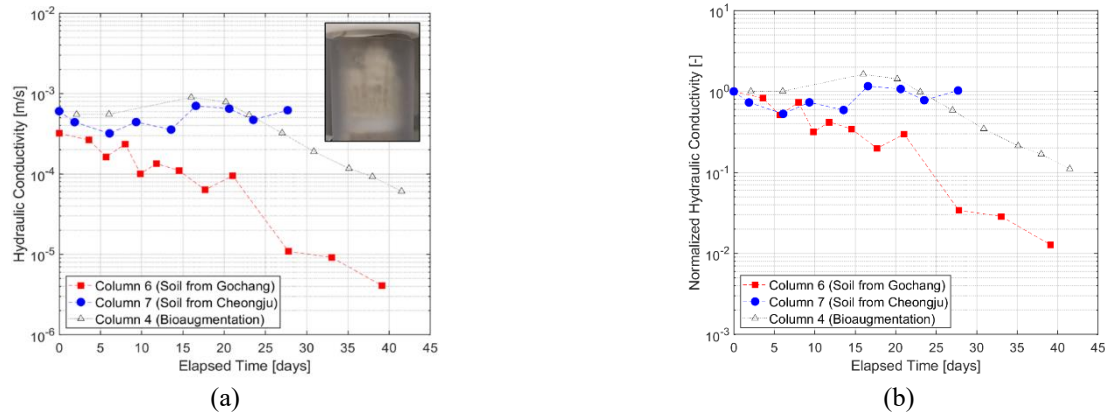 10^-2
10^-3
10^-4
10^-5
10^-6
Hydraulic Conductivity [m/s]
Column 6 (Soil from Gochang)
Column 7 (Soil from Cheongju)
Column 4 (Bioaugmentation)
0 5 10 15 20 25 30 35 40 45
Elapsed Time [days]
(a)
10^1
10^0
10^-1
10^-2
10^-3
Normalized Hydraulic Conductivity [-]
Column 6 (Soil from Gochang)
Column 7 (Soil from Cheongju)
Column 4 (Bioaugmentation)
0 5 10 15 20 25 30 35 40 45
Elapsed Time [days]
(b)